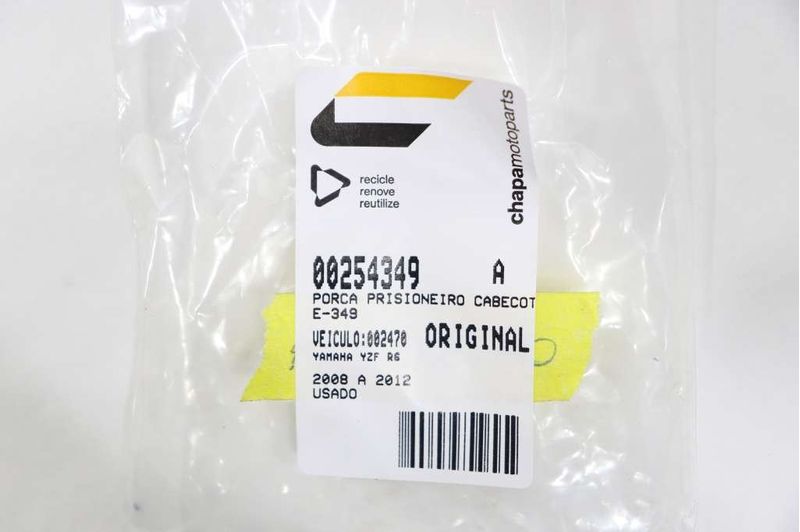 chapamotoparts
recicle
renove
reutilize
00254349 A
PORCA PRISIONEIRO CABECOT
E-349
VEICULO:002470 ORIGINAL
YAMAHA YZF R6
2008 A 2012
USADO